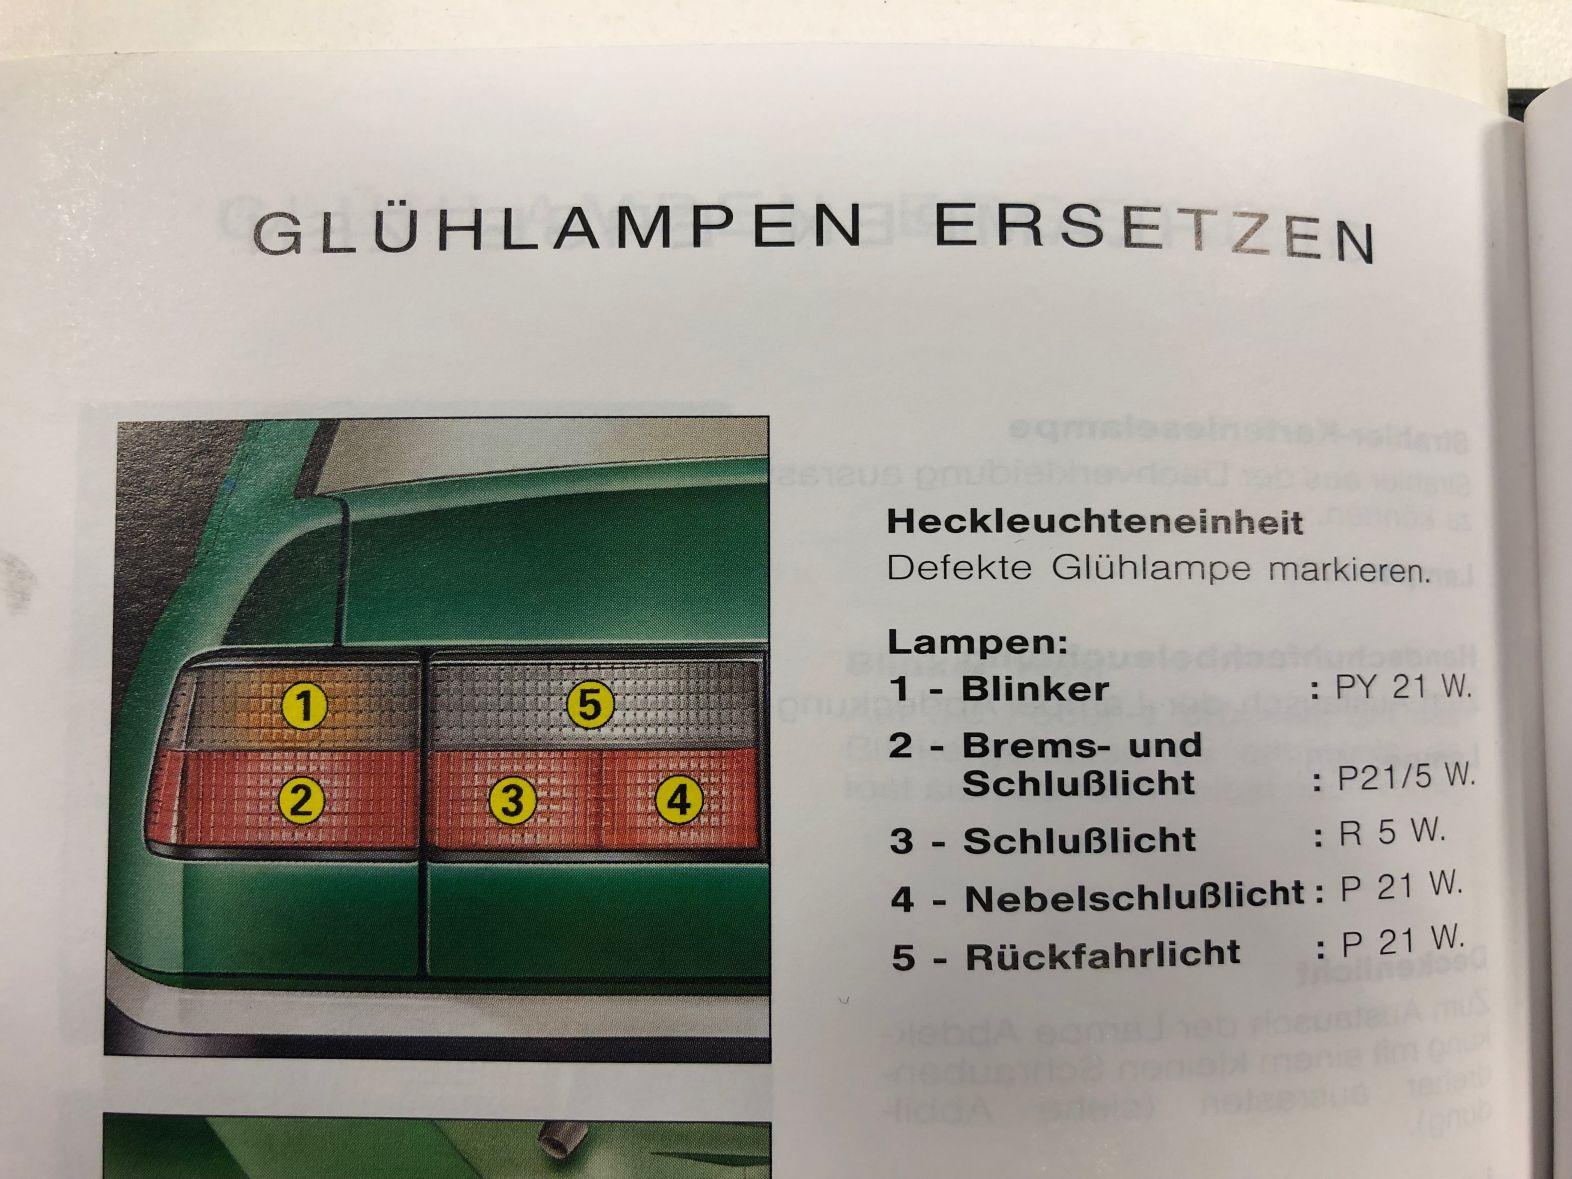 GLÜHLAMPEN ERSETZEN
1
5
2
3
4
Heckleuchteneinheit
Defekte Glühlampe markieren.
Lampen:
1 - Blinker : PY 21 W.
2 - Brems- und
Schlußlicht : P21/5 W.
3 - Schlußlicht : R 5 W.
4 - Nebelschlußlicht : P 21 W.
5 - Rückfahrlicht : P 21 W.